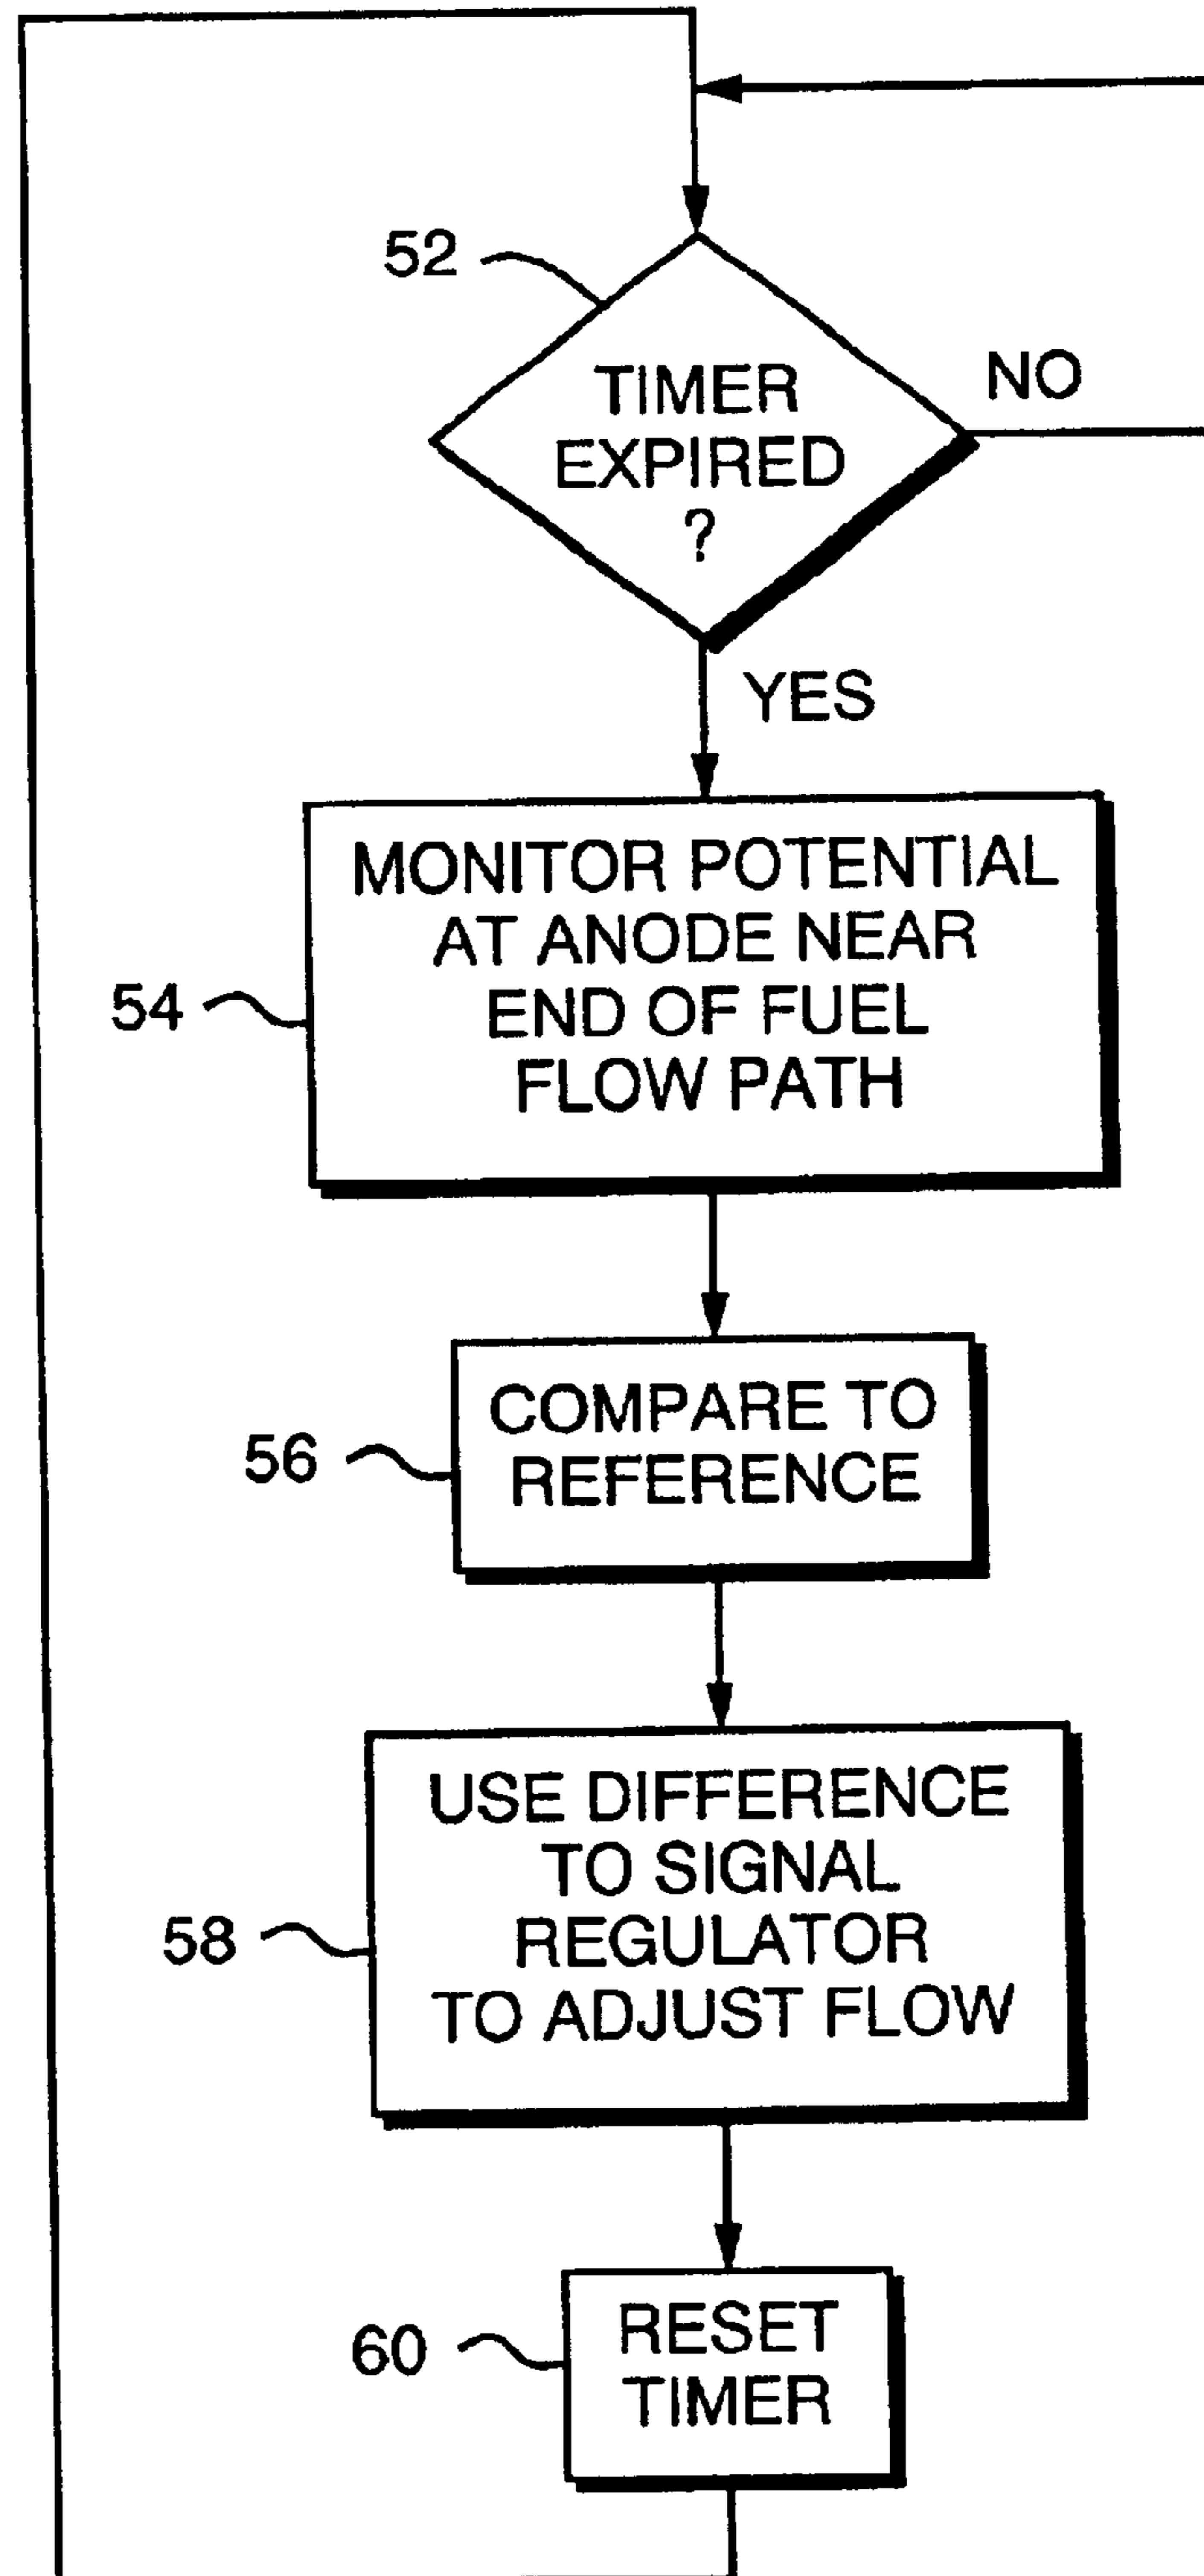 52
TIMER
EXPIRED
?
NO
YES
54
MONITOR POTENTIAL
AT ANODE NEAR
END OF FUEL
FLOW PATH
56
COMPARE TO
REFERENCE
58
USE DIFFERENCE
TO SIGNAL
REGULATOR
TO ADJUST FLOW
60
RESET
TIMER